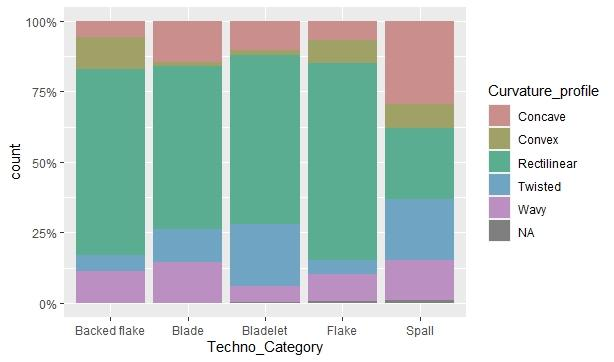 100%
75%
50%
25%
0%
count
Backed flake
Blade
Bladelet
Flake
Spall
Techno_Category
Curvature_profile
Concave
Convex
Rectilinear
Twisted
Wavy
NA